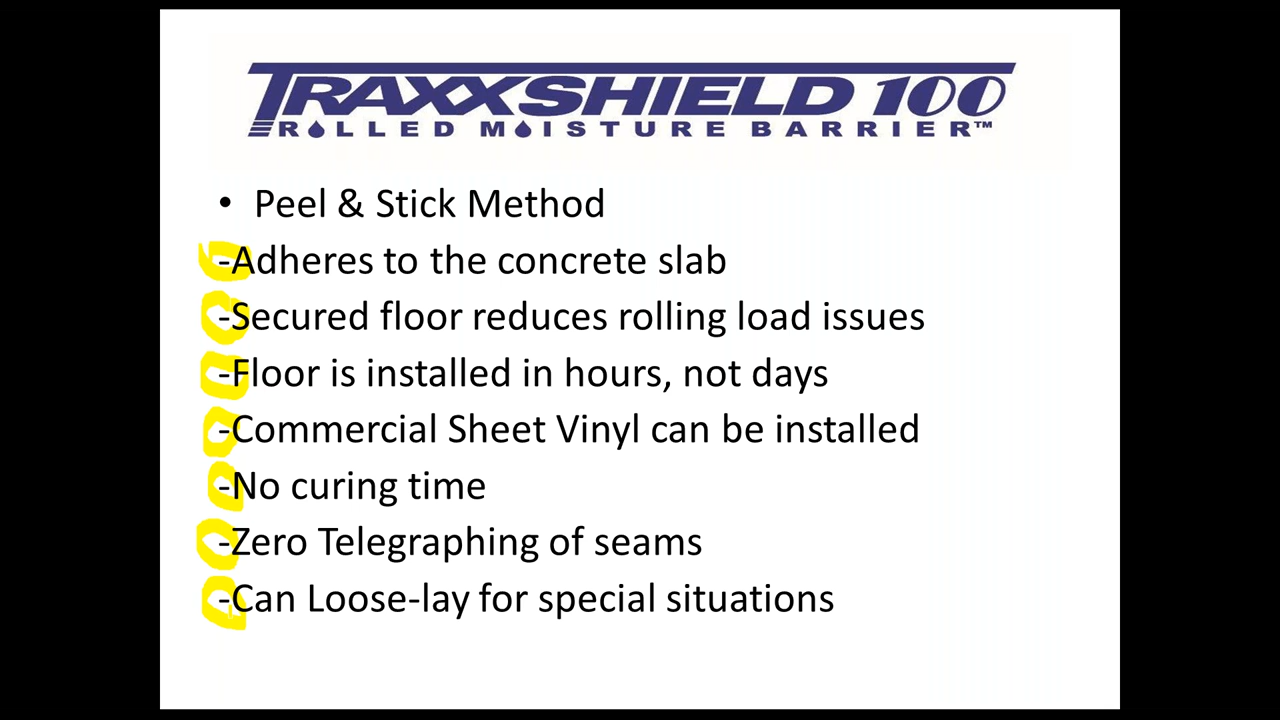 TRAXXSHIELD 100
ROLLED MOISTURE BARRIER™
• Peel & Stick Method
-Adheres to the concrete slab
-Secured floor reduces rolling load issues
-Floor is installed in hours, not days
-Commercial Sheet Vinyl can be installed
-No curing time
-Zero Telegraphing of seams
-Can Loose-lay for special situations